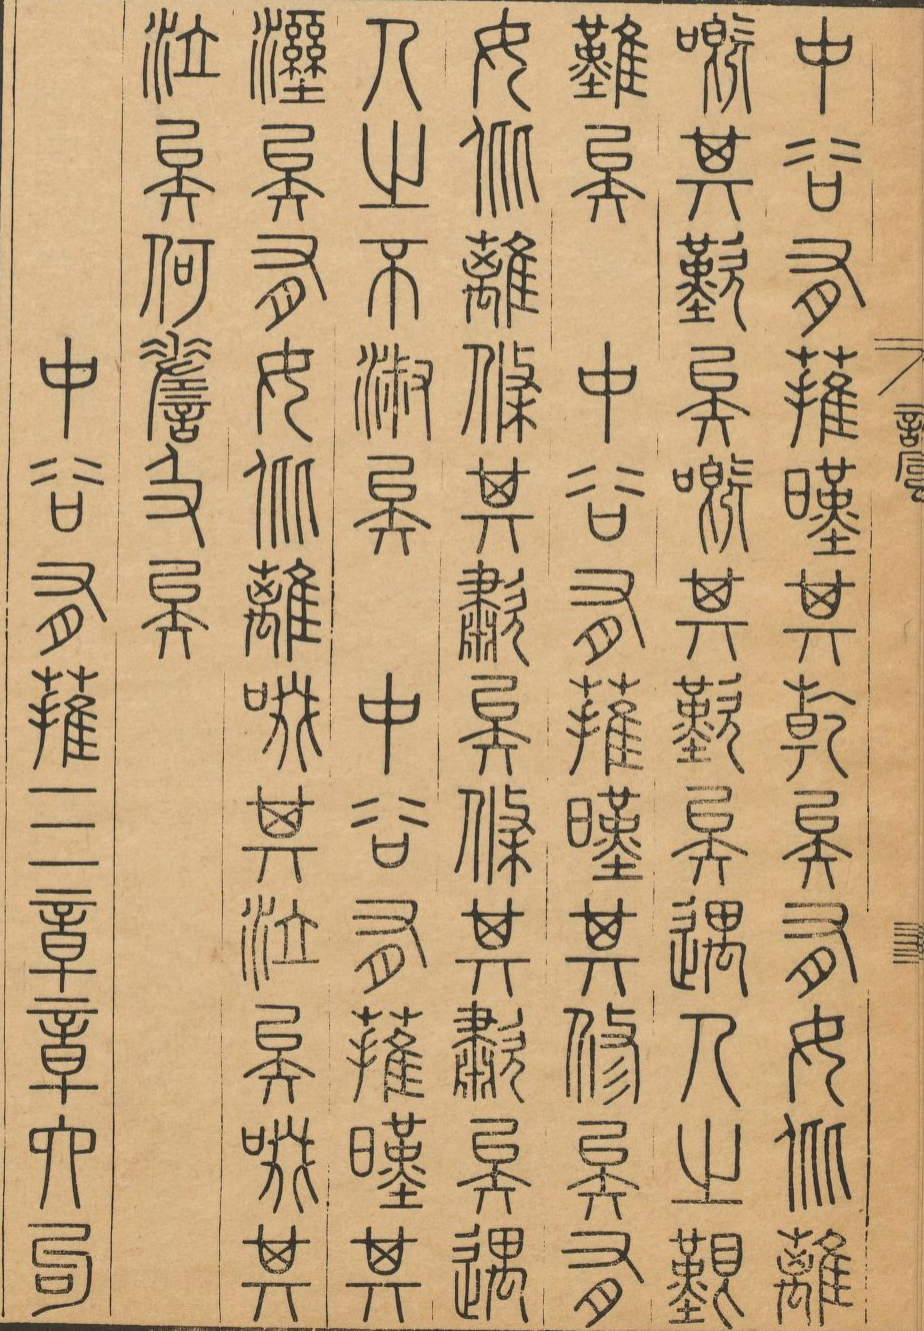 中谷有蓷暵其乾矣有女仳離
嘅其歎矣嘅其歎矣遇人之艱
難矣　中谷有蓷暵其修矣有
女仳離條其歗矣條其歗矣遇
人之不淑矣　中谷有蓷暵其
溼矣有女仳離啜其泣矣啜其
泣矣何嗟及矣
中谷有蓷三章章六句